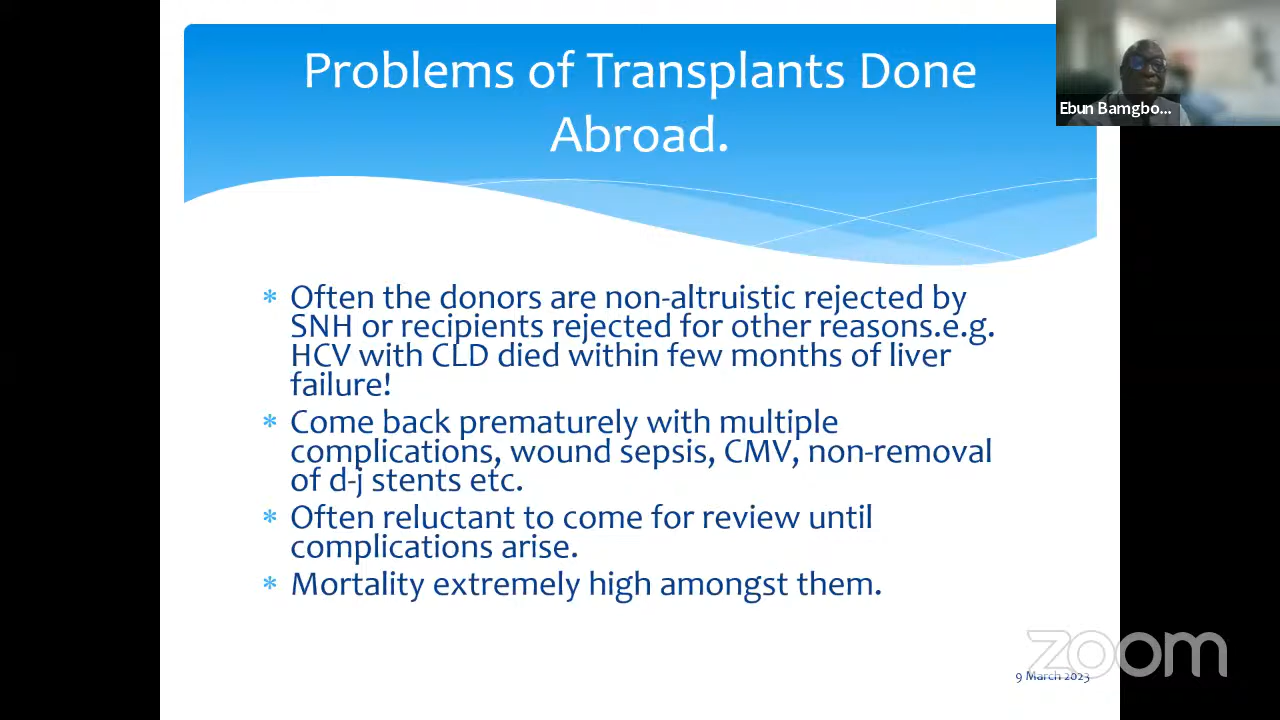 Problems of Transplants Done
Abroad.
Ebun Bamgbo...
* Often the donors are non-altruistic rejected by
SNH or recipients rejected for other reasons.e.g.
HCV with CLD died within few months of liver
failure!
* Come back prematurely with multiple
complications, wound sepsis, CMV, non-removal
of d-j stents etc.
* Often reluctant to come for review until
complications arise.
* Mortality extremely high amongst them.
zoom
9 March 2023